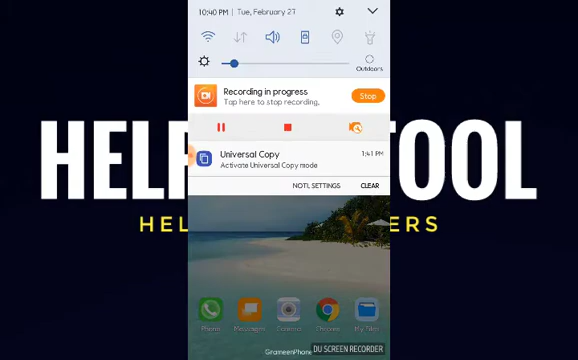 10:40 PM | Tue, February 27
Outdoors
Recording in progress
Tap here to stop recording.
Stop
Universal Copy
1:41 PM
Activate Universal Copy mode
NOTI. SETTINGS
CLEAR
HELP
TOOL
HEL
ERS
Phone
Messages
Camera
Chrome
My Files
GrameenPhone
DU SCREEN RECORDER